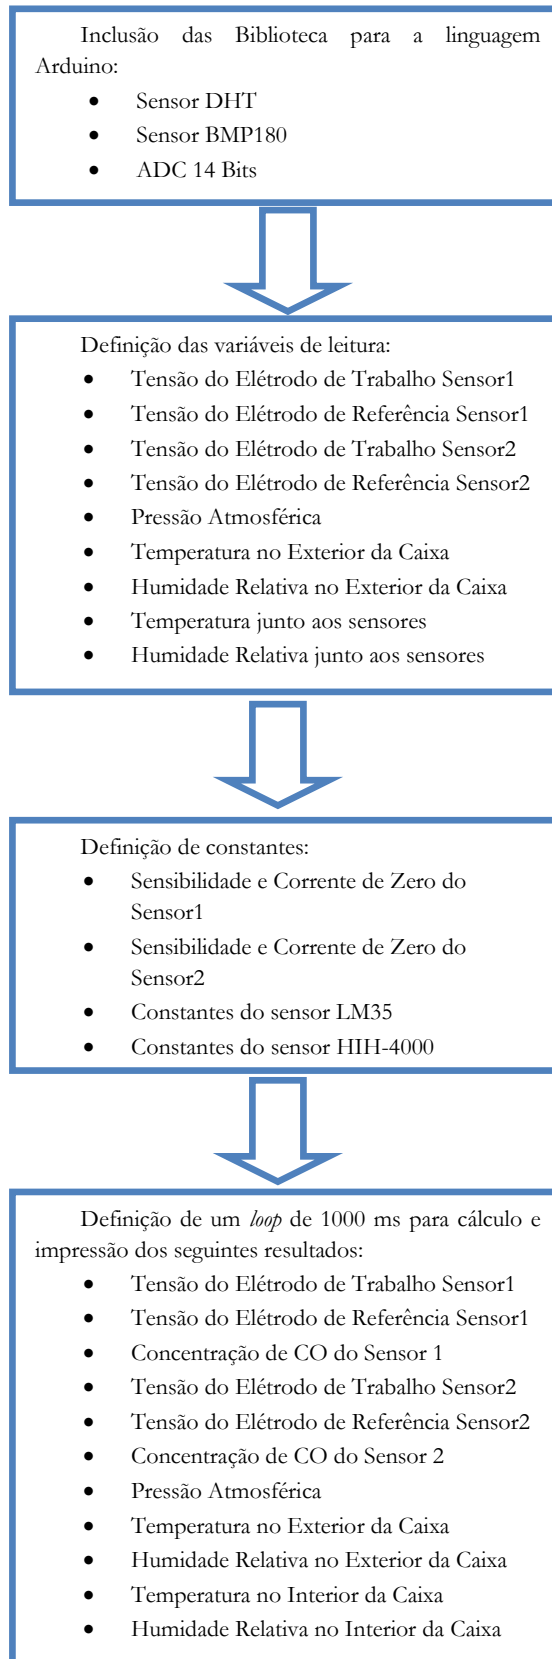 Inclusão das Biblioteca para a linguagem
Arduino:
• Sensor DHT
• Sensor BMP180
• ADC 14 Bits
Definição das variáveis de leitura:
• Tensão do Elétrodo de Trabalho Sensor1
• Tensão do Elétrodo de Referência Sensor1
• Tensão do Elétrodo de Trabalho Sensor2
• Tensão do Elétrodo de Referência Sensor2
• Pressão Atmosférica
• Temperatura no Exterior da Caixa
• Humidade Relativa no Exterior da Caixa
• Temperatura junto aos sensores
• Humidade Relativa junto aos sensores
Definição de constantes:
• Sensibilidade e Corrente de Zero do
Sensor1
• Sensibilidade e Corrente de Zero do
Sensor2
• Constantes do sensor LM35
• Constantes do sensor HIH-4000
Definição de um loop de 1000 ms para cálculo e
impressão dos seguintes resultados:
• Tensão do Elétrodo de Trabalho Sensor1
• Tensão do Elétrodo de Referência Sensor1
• Concentração de CO do Sensor 1
• Tensão do Elétrodo de Trabalho Sensor2
• Tensão do Elétrodo de Referência Sensor2
• Concentração de CO do Sensor 2
• Pressão Atmosférica
• Temperatura no Exterior da Caixa
• Humidade Relativa no Exterior da Caixa
• Temperatura no Interior da Caixa
• Humidade Relativa no Interior da Caixa